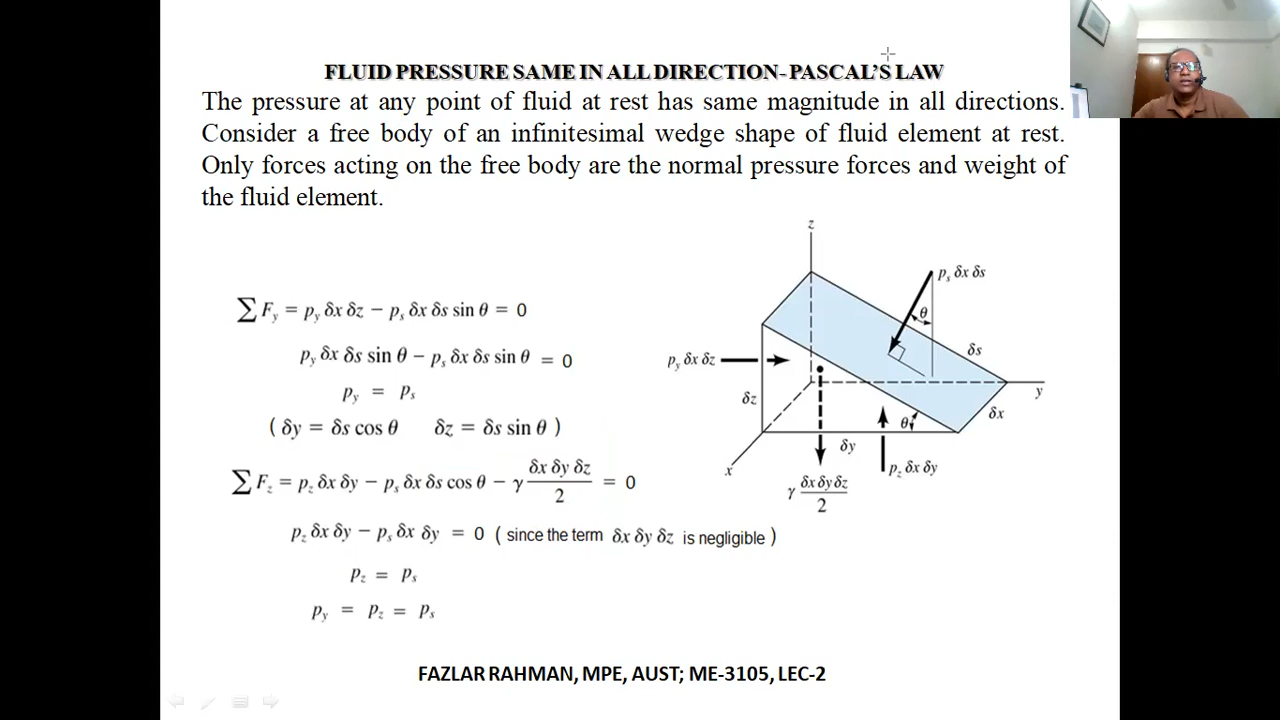 FLUID PRESSURE SAME IN ALL DIRECTION- PASCAL'S LAW
The pressure at any point of fluid at rest has same magnitude in all directions.
Consider a free body of an infinitesimal wedge shape of fluid element at rest.
Only forces acting on the free body are the normal pressure forces and weight of
the fluid element.
∑ F_y = p_y δx δz − p_s δx δs sin θ = 0
p_y δx δs sin θ − p_s δx δs sin θ = 0
p_y = p_s
( δy = δs cos θ δz = δs sin θ )
∑ F_z = p_z δx δy − p_s δx δs cos θ − γ δx δy δz / 2 = 0
p_z δx δy − p_s δx δy = 0 ( since the term δx δy δz is negligible )
p_z = p_s
p_y = p_z = p_s
z
p_s δx δs
θ
δs
p_y δx δz
y
δz
δx
θ
δy
x
p_z δx δy
γ δx δy δz / 2
FAZLAR RAHMAN, MPE, AUST; ME-3105, LEC-2